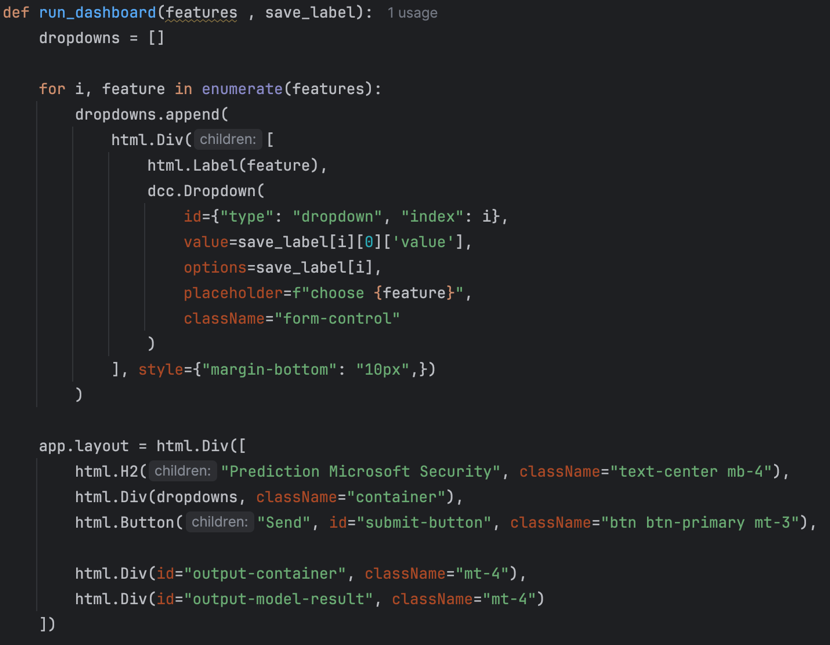 def run_dashboard(features , save_label): 1 usage
    dropdowns = []

    for i, feature in enumerate(features):
        dropdowns.append(
            html.Div( children: [
                html.Label(feature),
                dcc.Dropdown(
                    id={"type": "dropdown", "index": i},
                    value=save_label[i][0]['value'],
                    options=save_label[i],
                    placeholder=f"choose {feature}",
                    className="form-control"
                )
            ], style={"margin-bottom": "10px",})
        )

    app.layout = html.Div([
        html.H2( children: "Prediction Microsoft Security", className="text-center mb-4"),
        html.Div(dropdowns, className="container"),
        html.Button( children: "Send", id="submit-button", className="btn btn-primary mt-3"),

        html.Div(id="output-container", className="mt-4"),
        html.Div(id="output-model-result", className="mt-4")
    ])